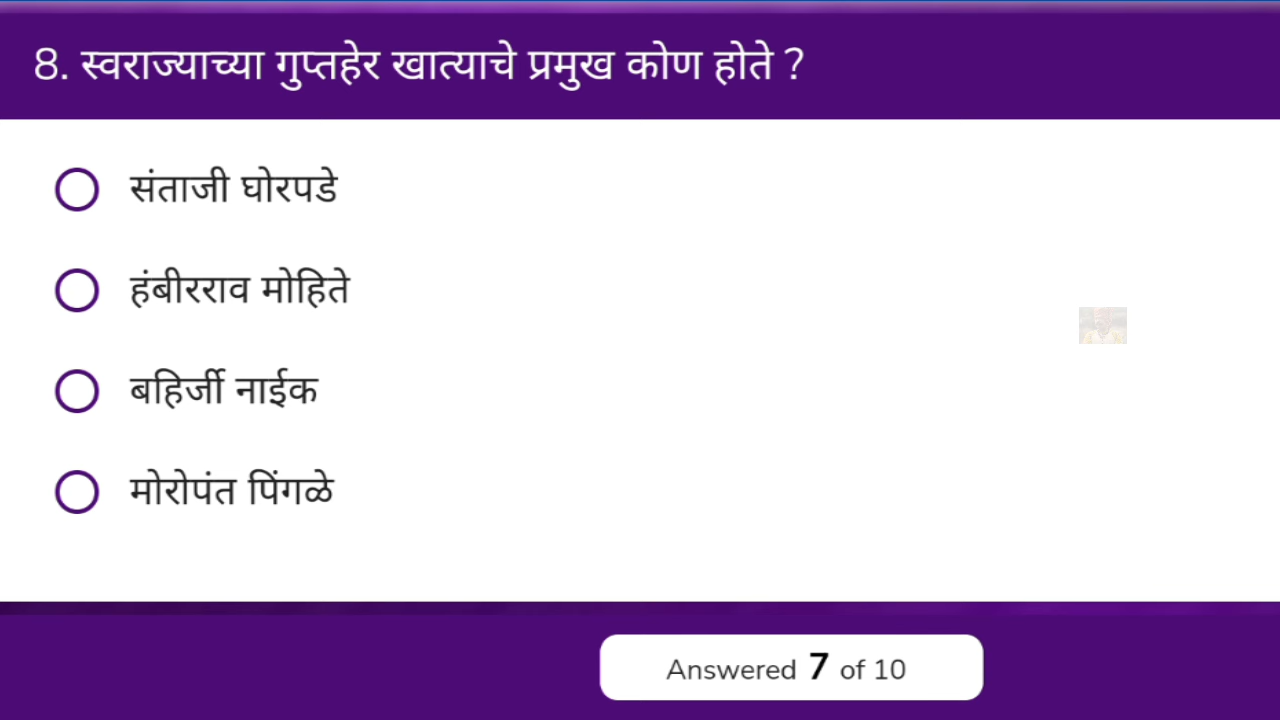 8. स्वराज्याच्या गुप्तहेर खात्याचे प्रमुख कोण होते ?
संताजी घोरपडे
हंबीरराव मोहिते
बहिर्जी नाईक
मोरोपंत पिंगळे
Answered 7 of 10